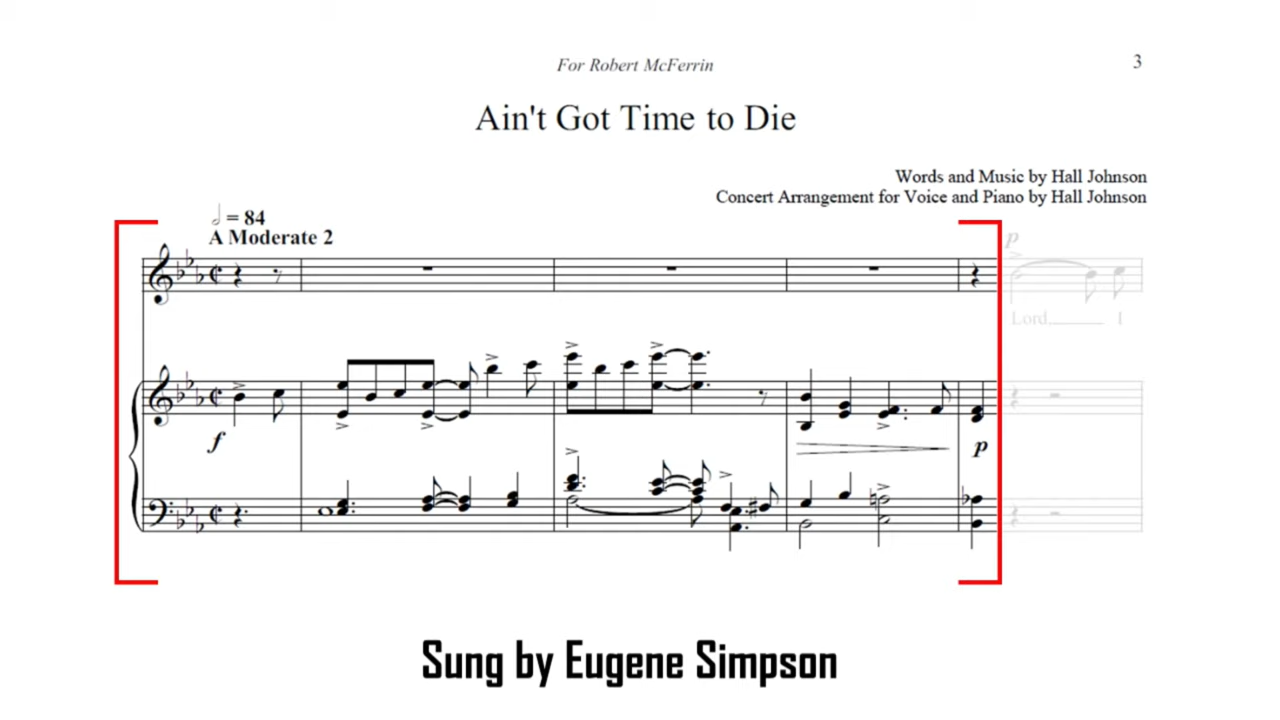 For Robert McFerrin
3
Ain't Got Time to Die
Words and Music by Hall Johnson
Concert Arrangement for Voice and Piano by Hall Johnson
𝅗𝅥 = 84
A Moderate 2
p
Lord, I
f
p
Sung by Eugene Simpson